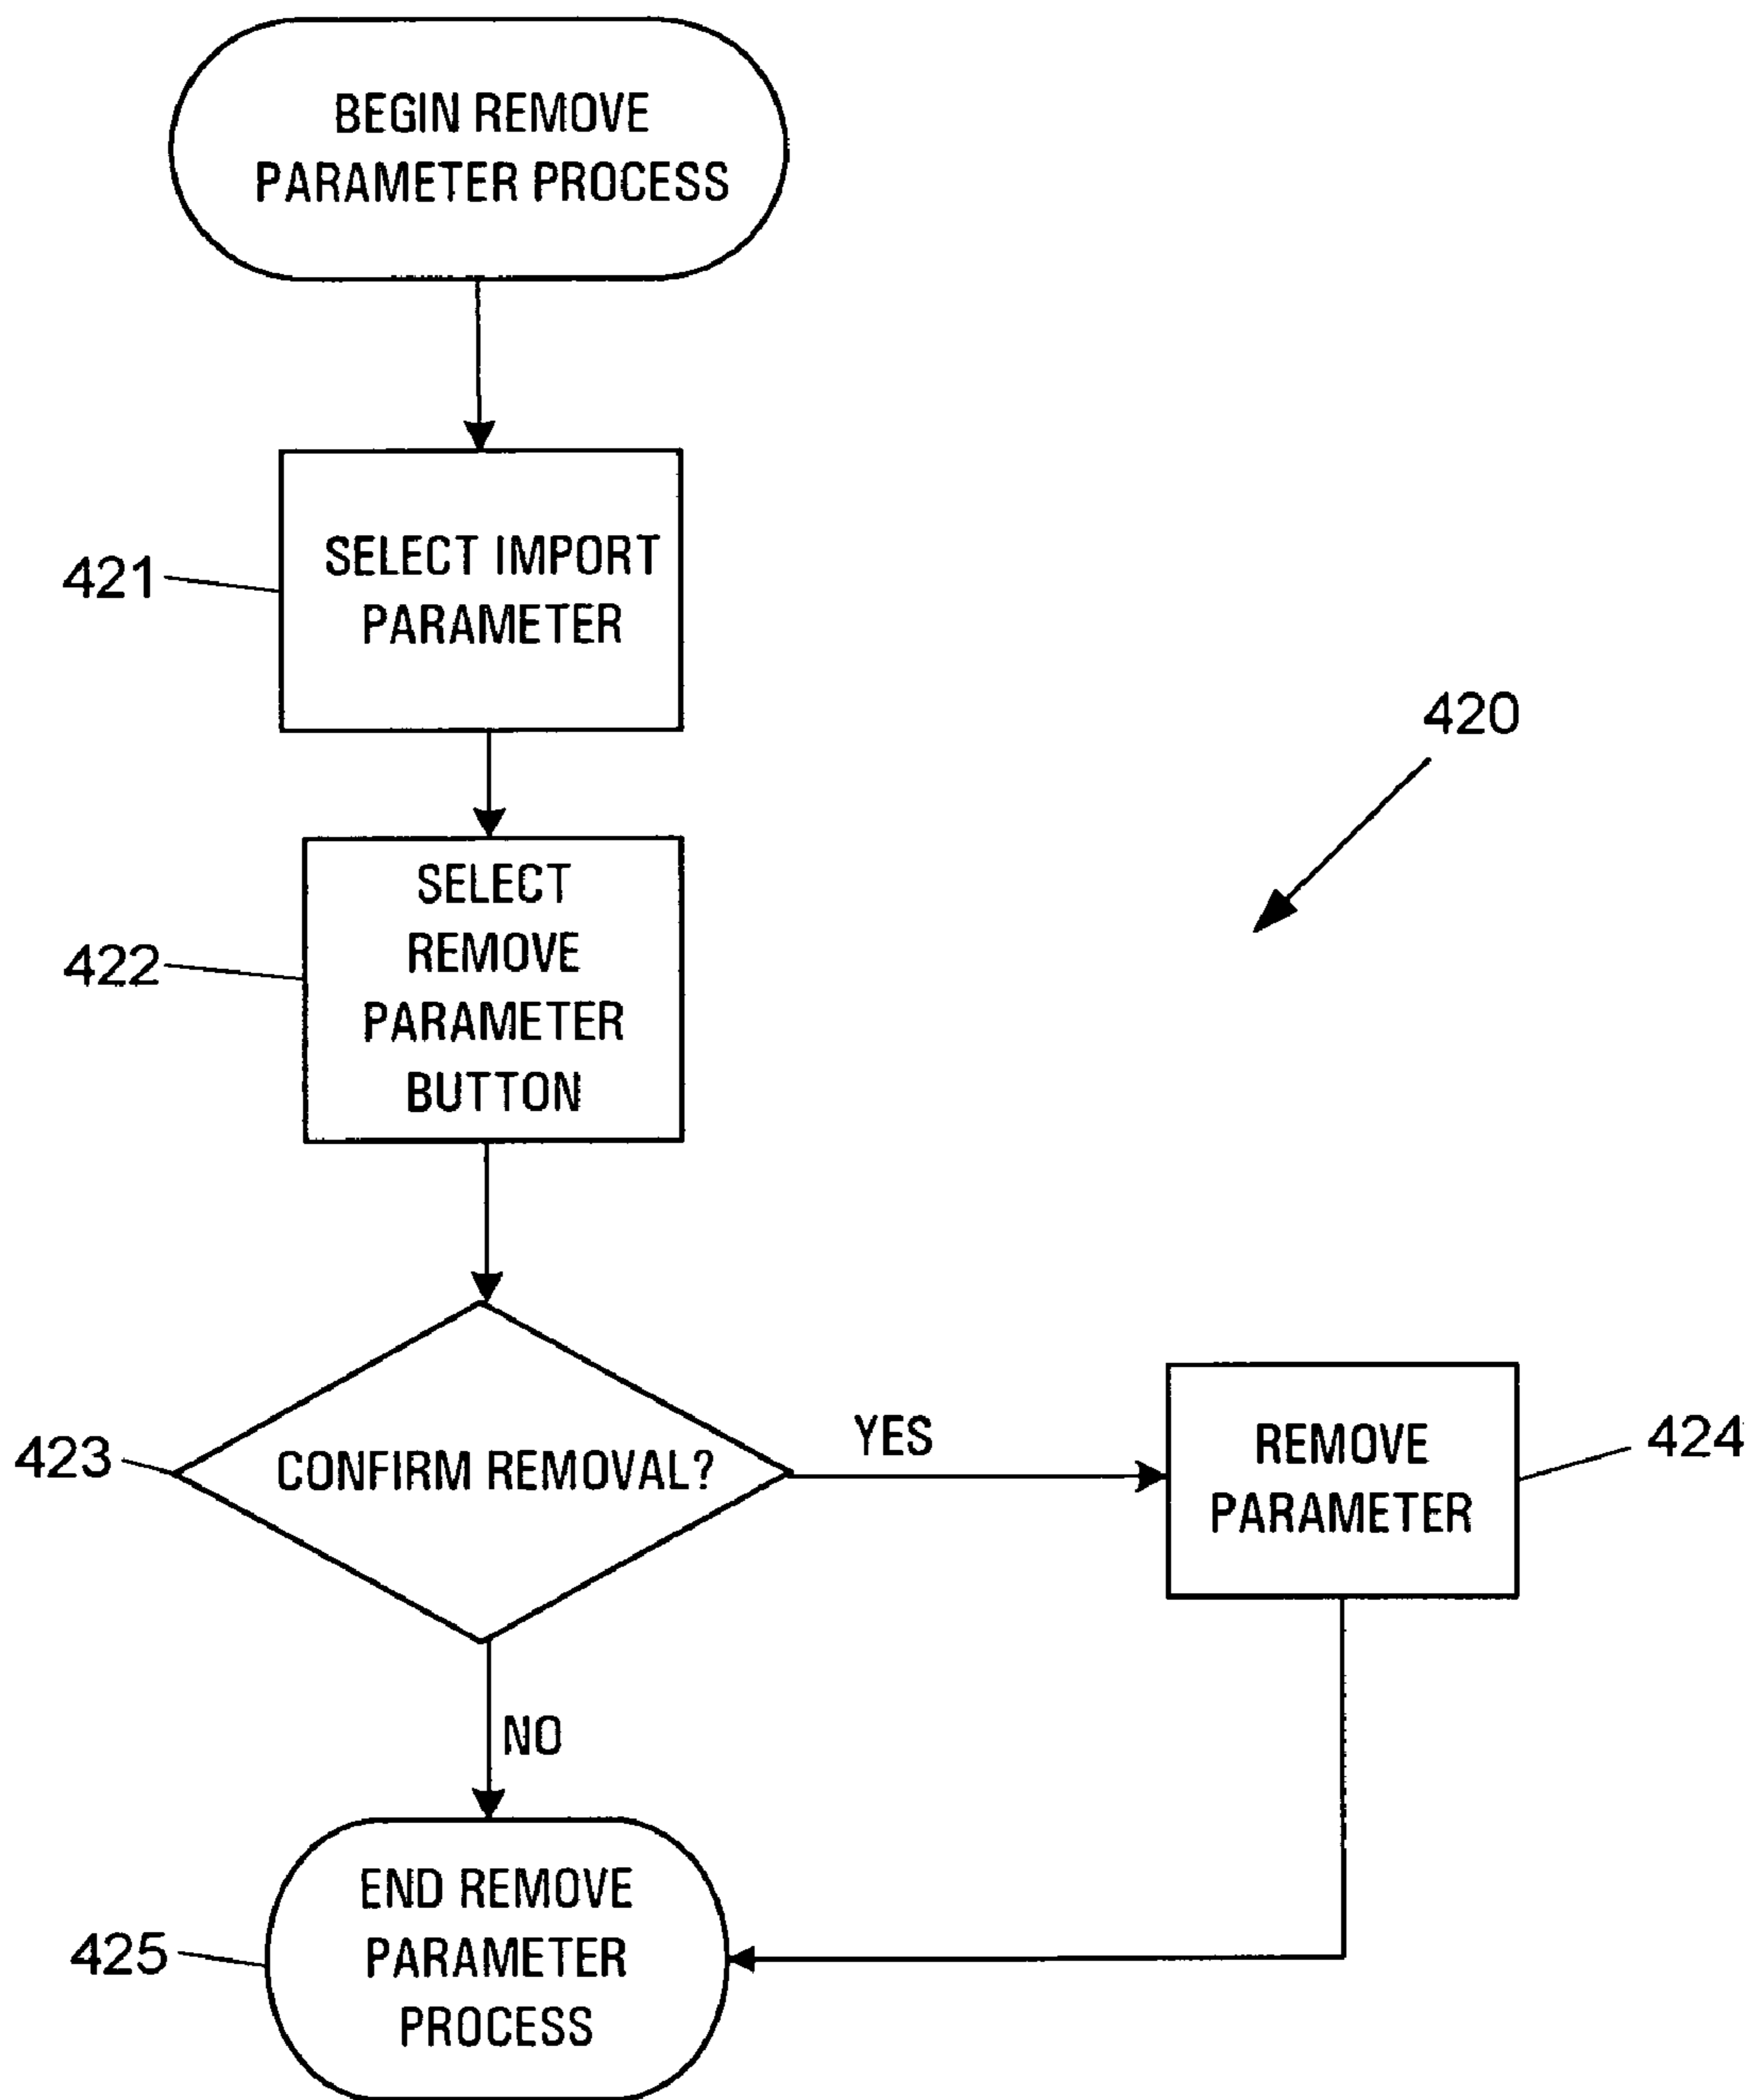 BEGIN REMOVE
PARAMETER PROCESS
421
SELECT IMPORT
PARAMETER
420
422
SELECT
REMOVE
PARAMETER
BUTTON
423
CONFIRM REMOVAL?
YES
REMOVE
PARAMETER
424
NO
425
END REMOVE
PARAMETER
PROCESS